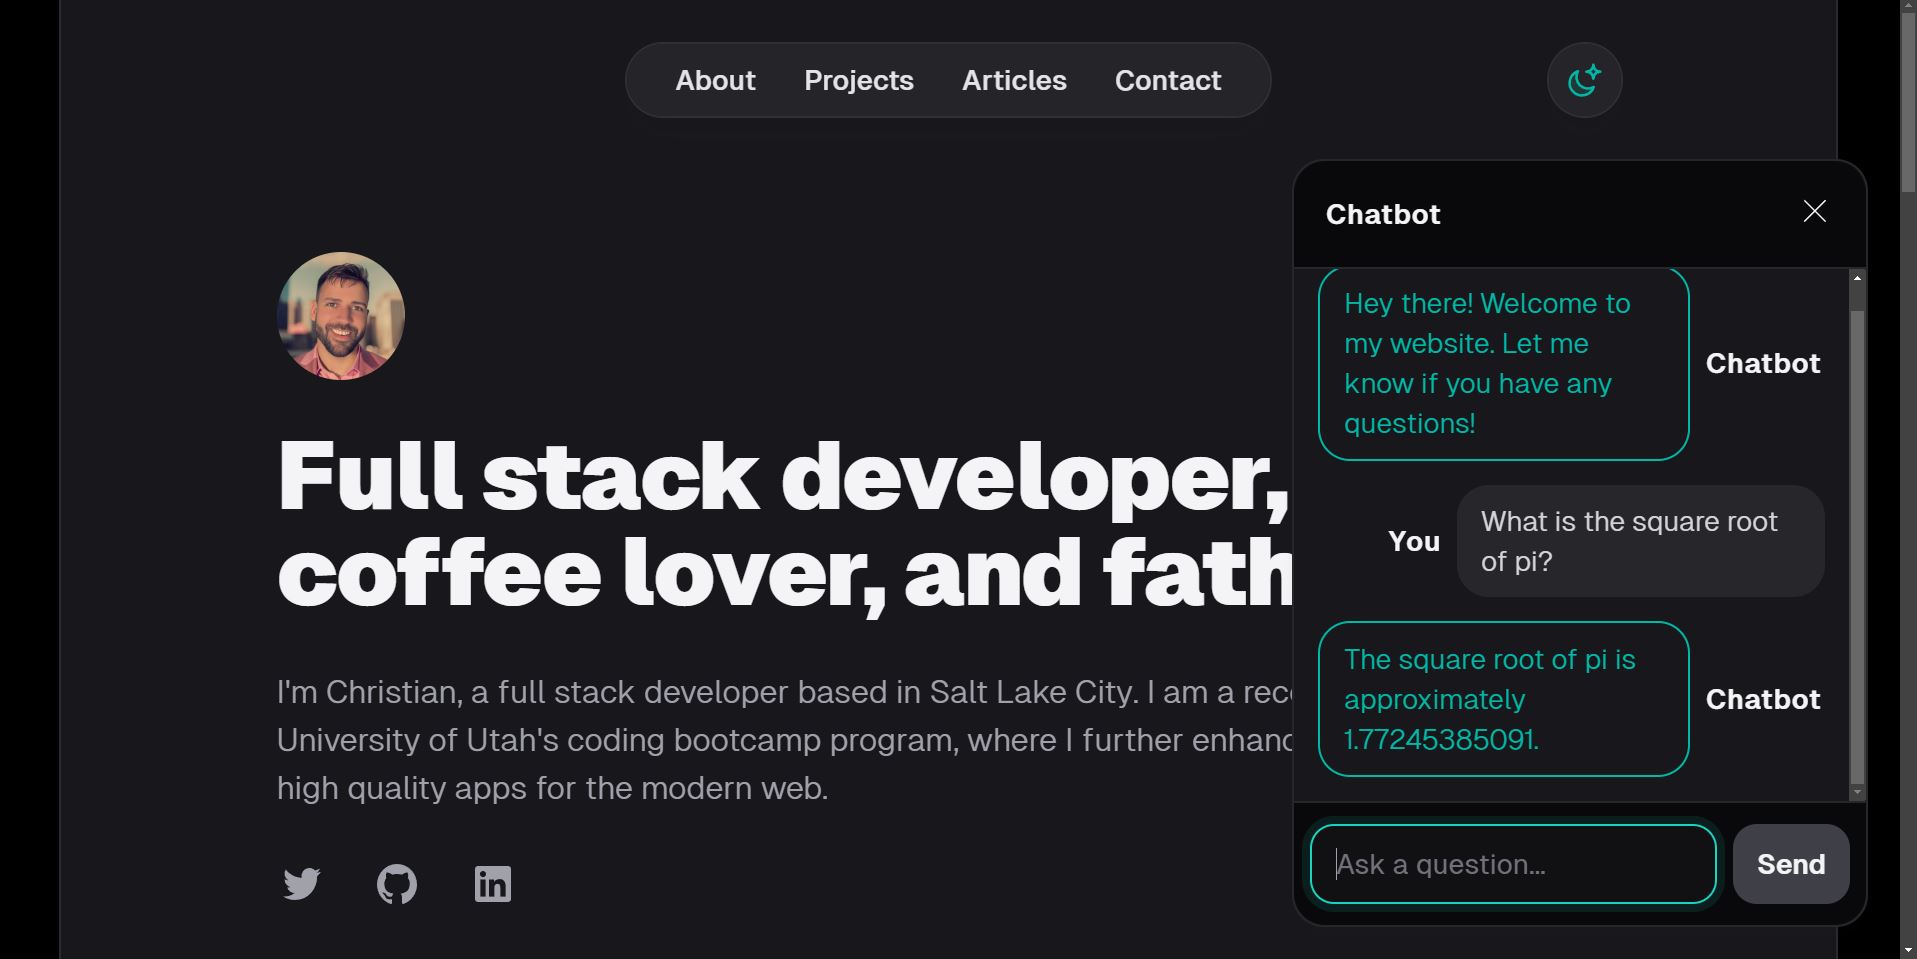 About
Projects
Articles
Contact
Full stack developer,
coffee lover, and fath
I'm Christian, a full stack developer based in Salt Lake City. I am a rec
University of Utah's coding bootcamp program, where I further enhanc
high quality apps for the modern web.
in
Chatbot
Hey there! Welcome to
my website. Let me
know if you have any
questions!
Chatbot
You
What is the square root
of pi?
The square root of pi is
approximately
1.77245385091.
Chatbot
Ask a question...
Send